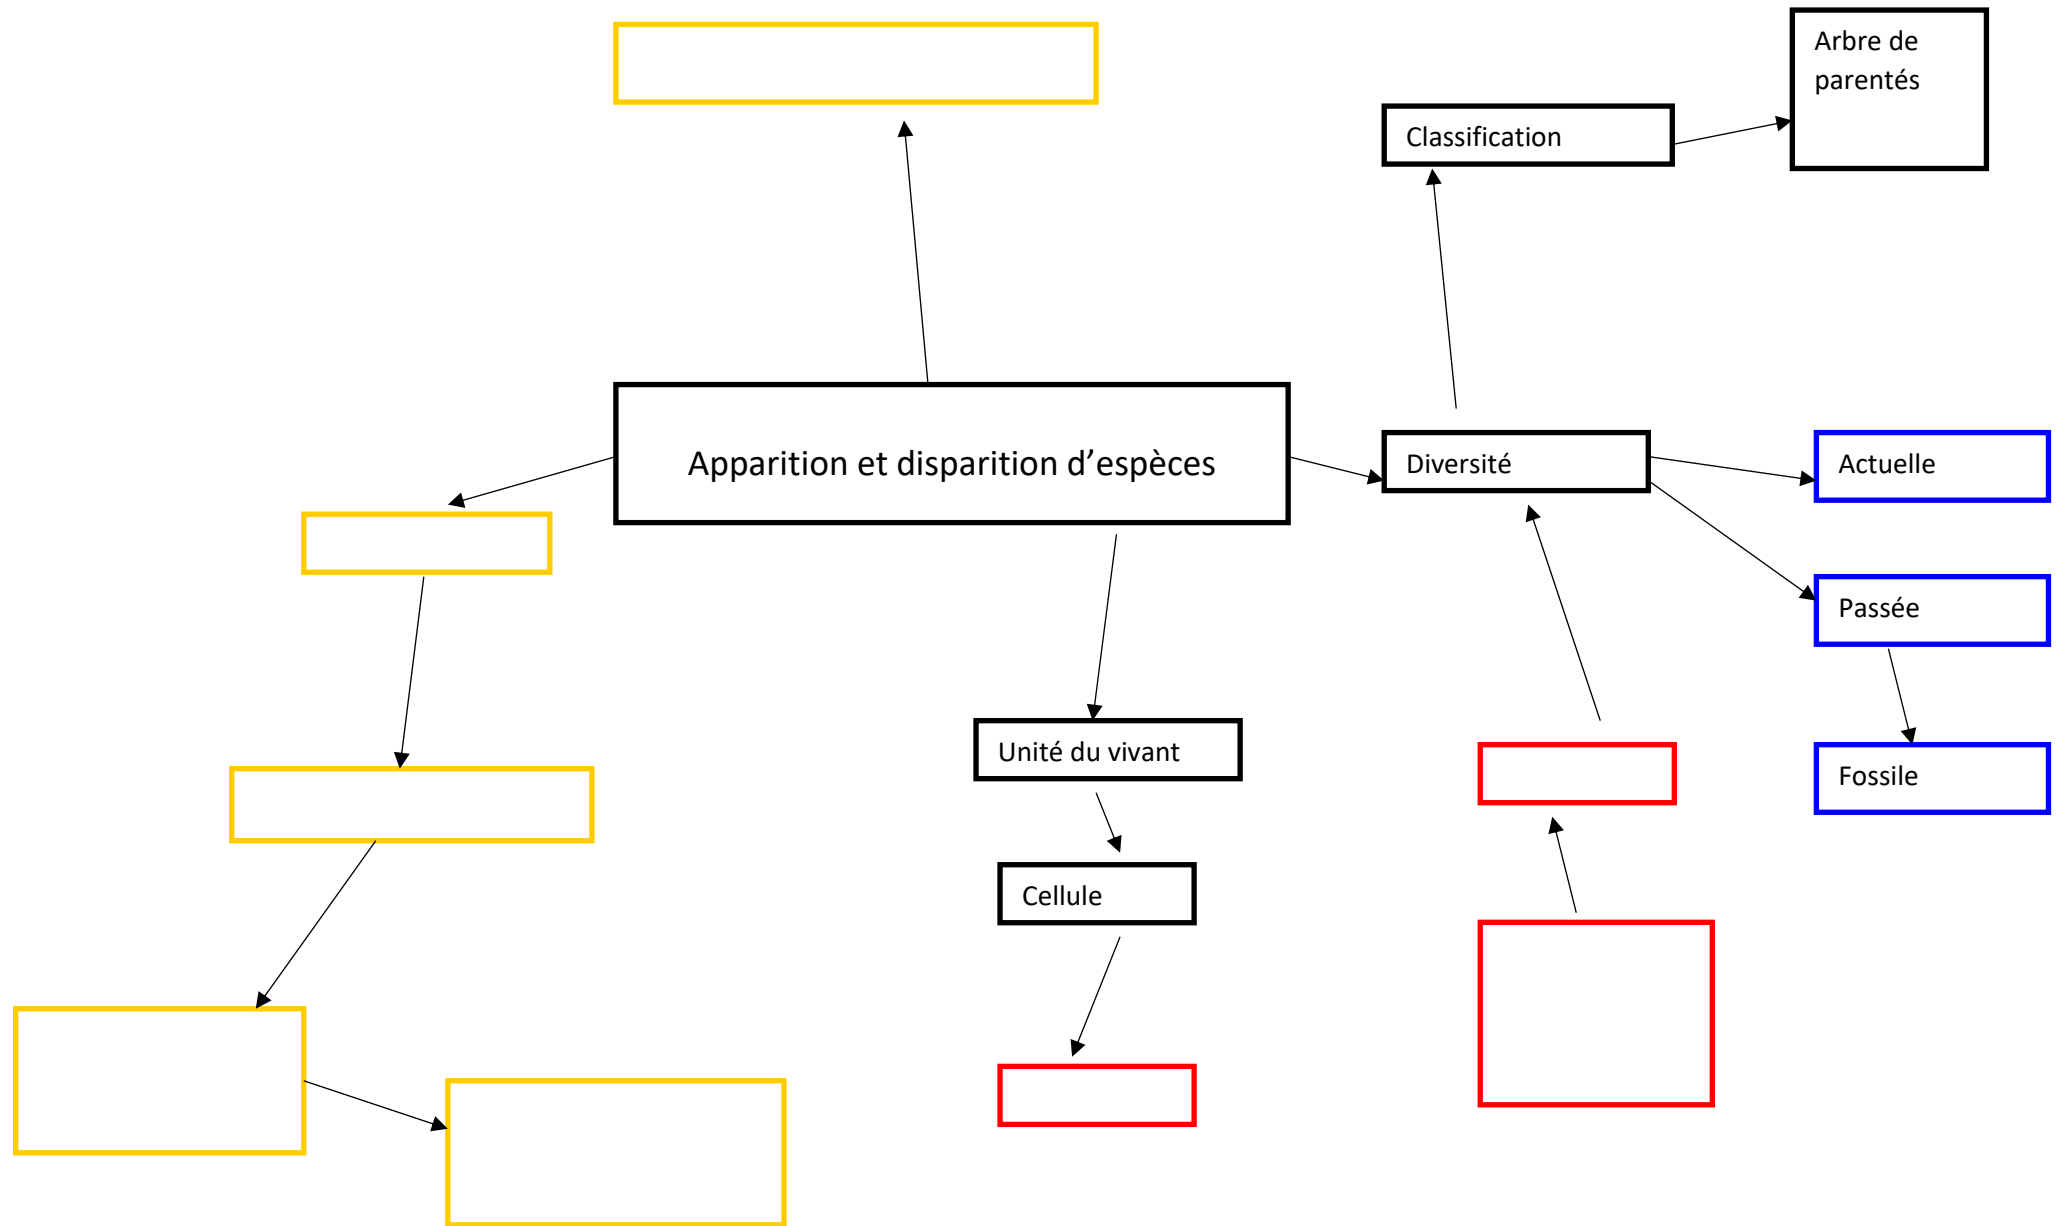 Arbre de
parentés
Classification
Apparition et disparition d’espèces
Diversité
Actuelle
Passée
Unité du vivant
Fossile
Cellule